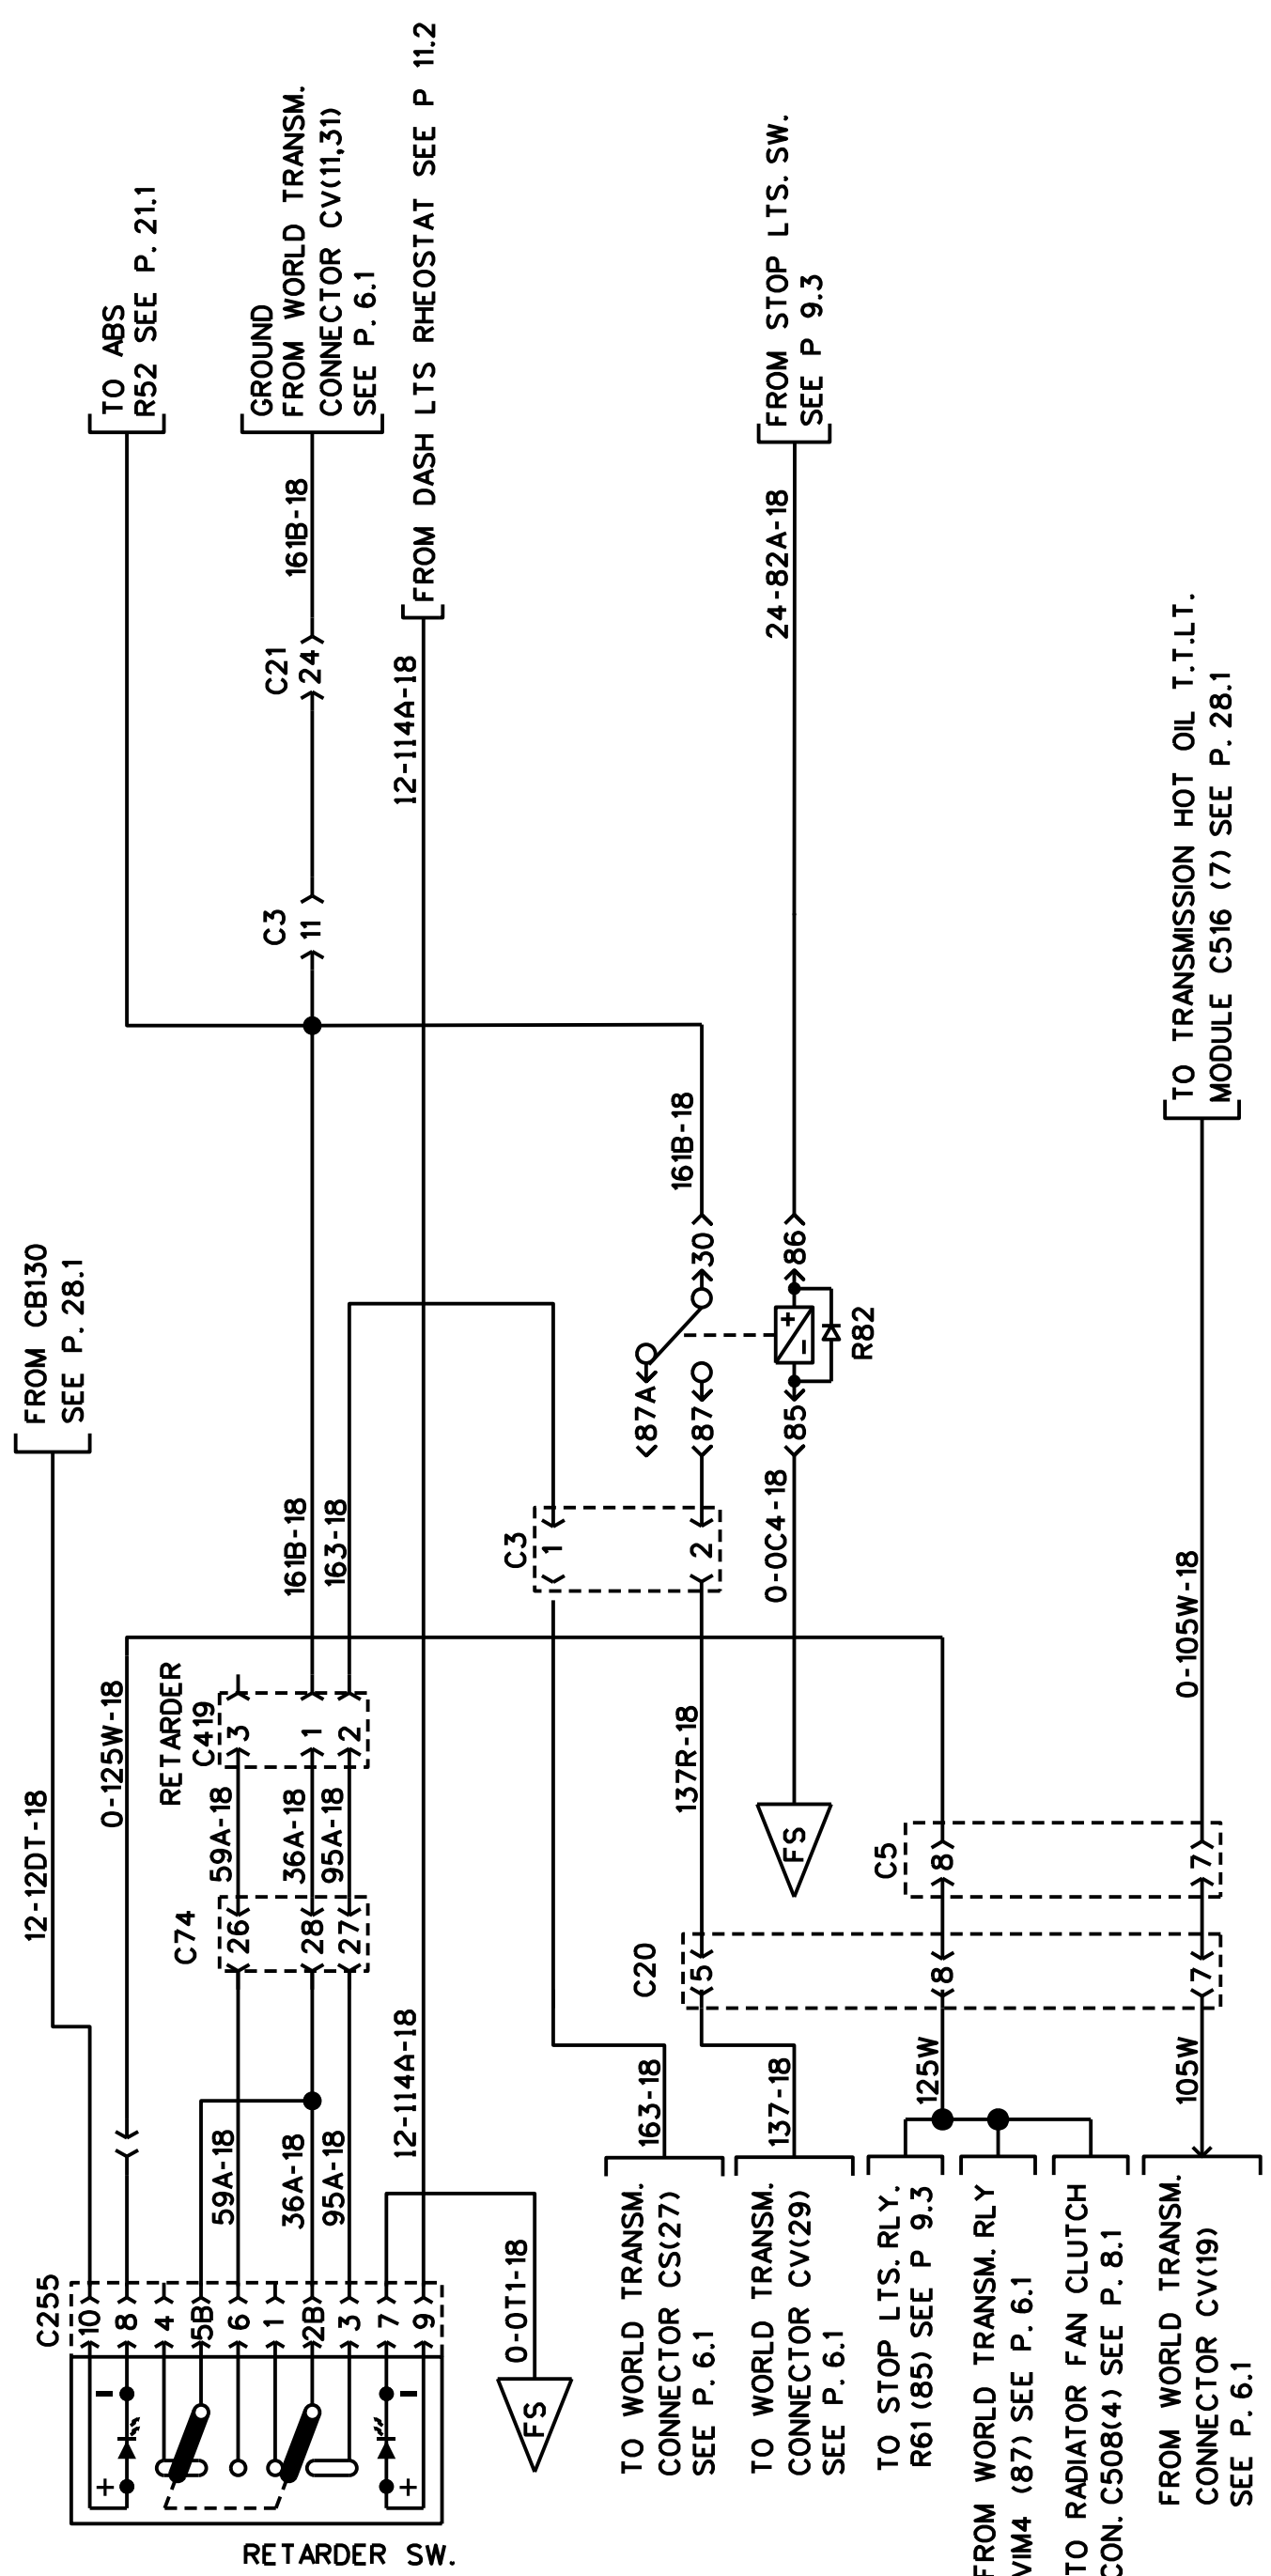 TO ABS
R52 SEE P. 21.1
GROUND
FROM WORLD TRANSM.
CONNECTOR CV(11,31)
SEE P. 6.1
FROM DASH LTS RHEOSTAT SEE P 11.2
FROM STOP LTS. SW.
SEE P 9.3
161B-18
24-82A-18
C21
24
12-114A-18
TO TRANSMISSION HOT OIL T.T.LT.
MODULE C516 (7) SEE P. 28.1
C3
11
161B-18
FROM CB130
SEE P. 28.1
30
86
+
-
R82
87A
87
85
161B-18
163-18
C3
1
2
0-0C4-18
0-105W-18
12-12DT-18
0-125W-18
RETARDER
C419
3
1
2
137R-18
59A-18
36A-18
95A-18
FS
C5
8
7
C74
26
28
27
C20
5
8
7
12-114A-18
163-18
137-18
125W
105W
59A-18
36A-18
95A-18
0-0T1-18
FS
C255
10
8
4
5B
6
1
2B
3
7
9
-
-
+
+
RETARDER SW.
TO WORLD TRANSM.
CONNECTOR CS(27)
SEE P. 6.1
TO WORLD TRANSM.
CONNECTOR CV(29)
SEE P. 6.1
TO STOP LTS. RLY.
R61(85) SEE P 9.3
FROM WORLD TRANSM. RLY
VIM4 (87) SEE P. 6.1
TO RADIATOR FAN CLUTCH
CON. C508(4) SEE P. 8.1
FROM WORLD TRANSM.
CONNECTOR CV(19)
SEE P. 6.1